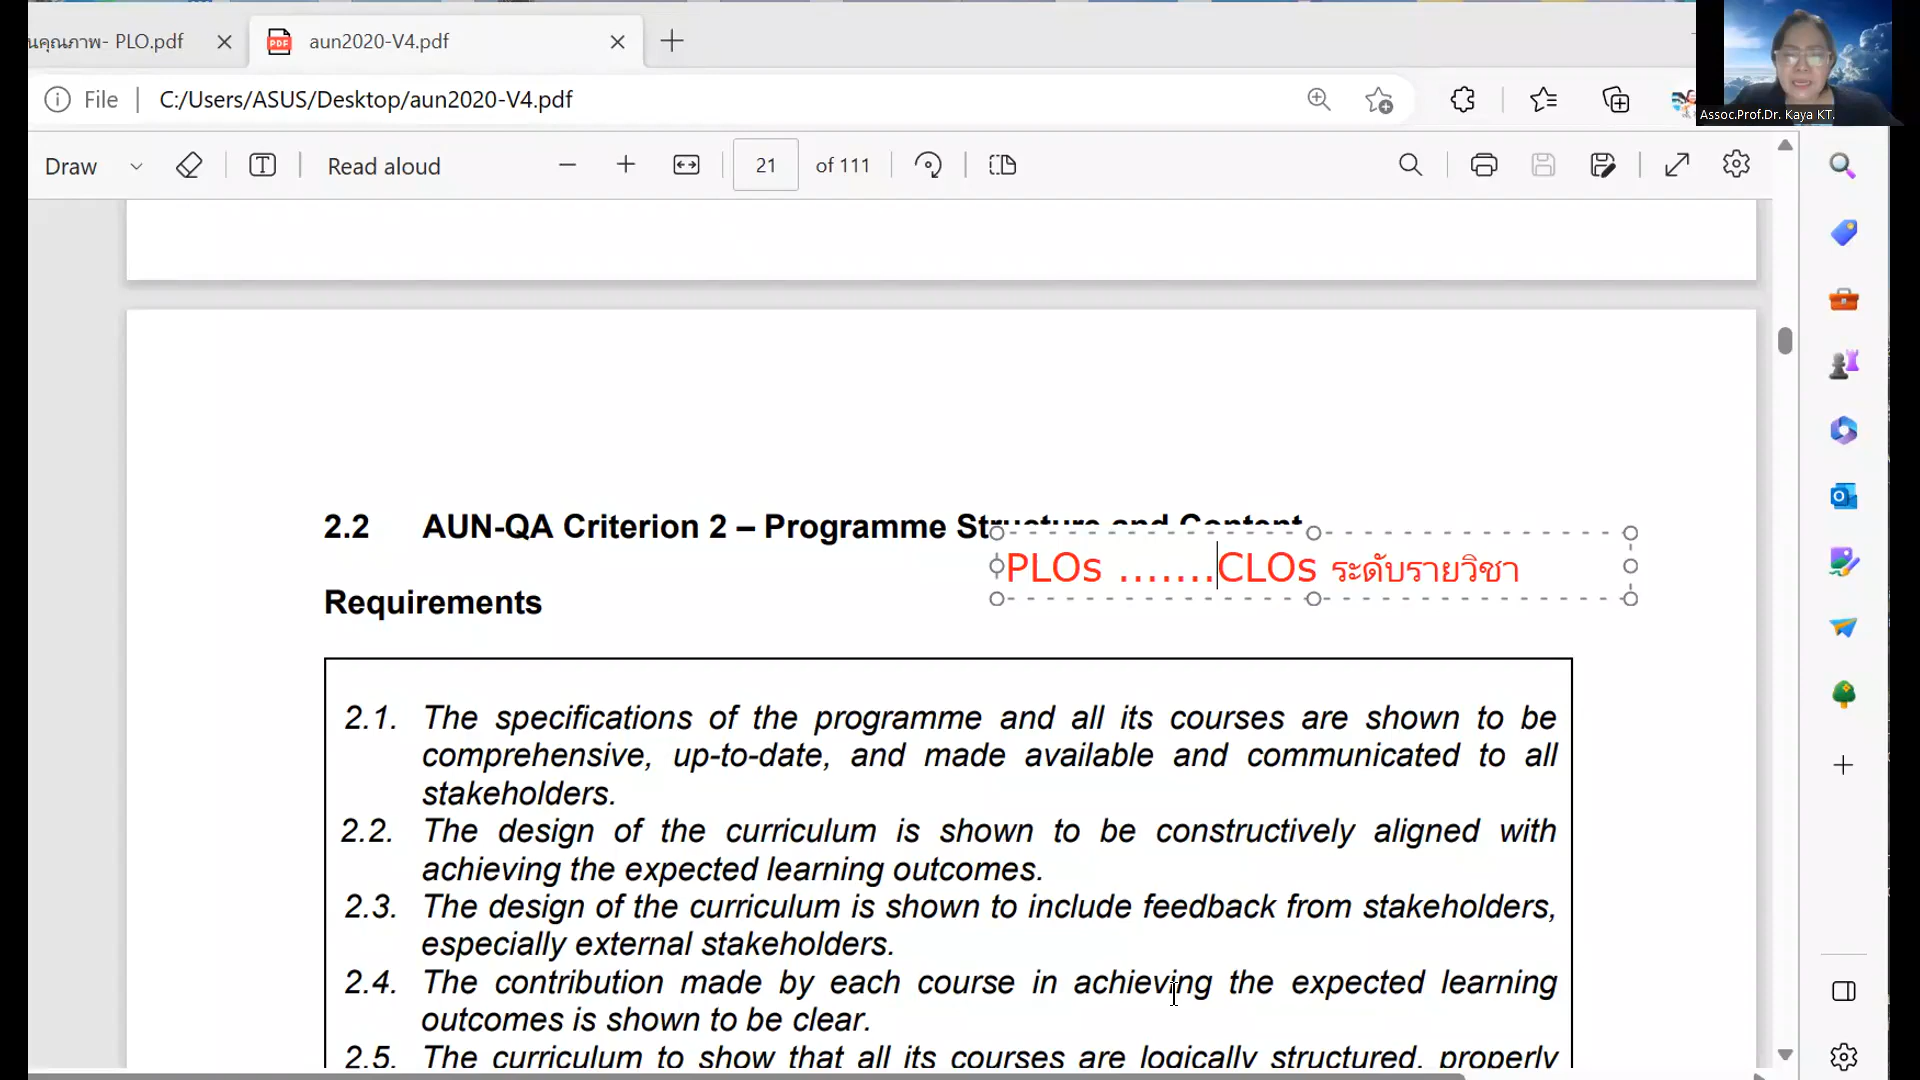 นคุณภาพ- PLO.pdf
aun2020-V4.pdf
File
C:/Users/ASUS/Desktop/aun2020-V4.pdf
Assoc.Prof.Dr. Kaya KT.
Draw
Read aloud
21
of 111
2.2 AUN-QA Criterion 2 – Programme Structure and Content
PLOs .......CLOs ระดับรายวิชา
Requirements
2.1. The specifications of the programme and all its courses are shown to be
comprehensive, up-to-date, and made available and communicated to all
stakeholders.
2.2. The design of the curriculum is shown to be constructively aligned with
achieving the expected learning outcomes.
2.3. The design of the curriculum is shown to include feedback from stakeholders,
especially external stakeholders.
2.4. The contribution made by each course in achieving the expected learning
outcomes is shown to be clear.
2.5. The curriculum to show that all its courses are logically structured, properly